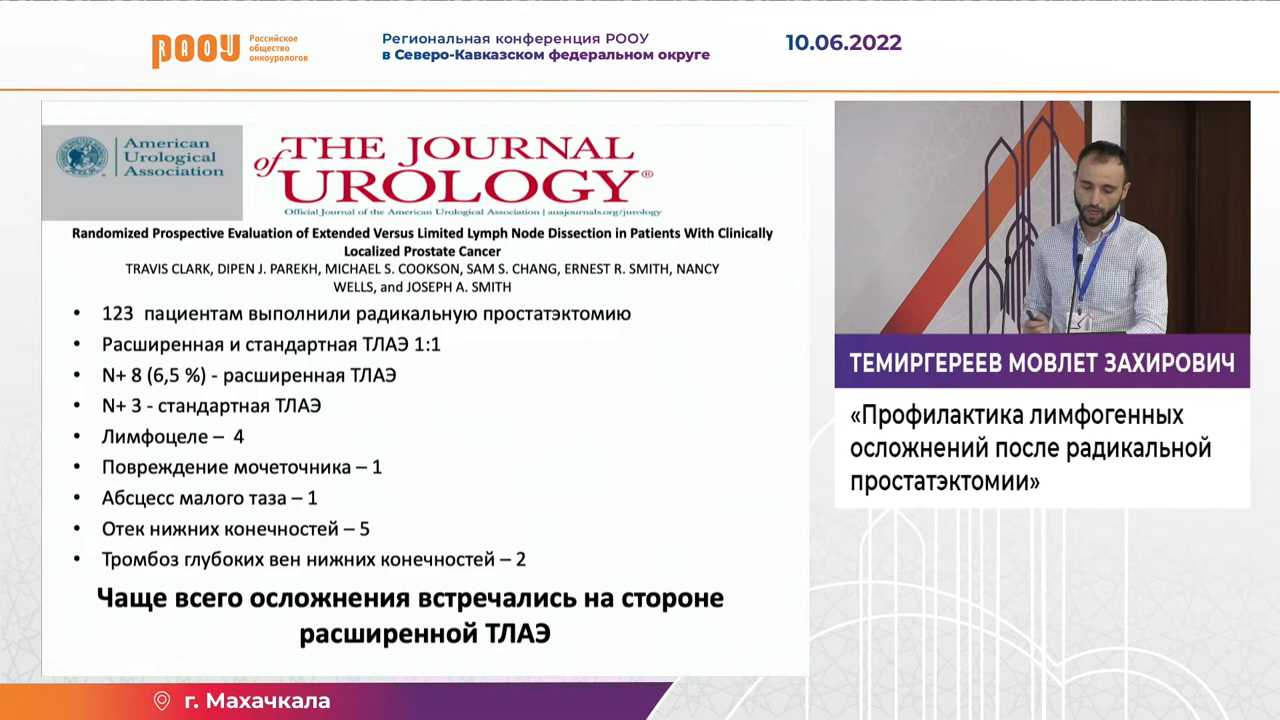 РООУ
Российское
общество
онкоурологов
Региональная конференция РООУ
в Северо-Кавказском федеральном округе
10.06.2022
American
Urological
Association
THE JOURNAL
of UROLOGY®
Official Journal of the American Urological Association | auajournals.org/jurology
Randomized Prospective Evaluation of Extended Versus Limited Lymph Node Dissection in Patients With Clinically
Localized Prostate Cancer
TRAVIS CLARK, DIPEN J. PAREKH, MICHAEL S. COOKSON, SAM S. CHANG, ERNEST R. SMITH, NANCY
WELLS, and JOSEPH A. SMITH
• 123 пациентам выполнили радикальную простатэктомию
• Расширенная и стандартная ТЛАЭ 1:1
• N+ 8 (6,5 %) - расширенная ТЛАЭ
• N+ 3 - стандартная ТЛАЭ
• Лимфоцеле – 4
• Повреждение мочеточника – 1
• Абсцесс малого таза – 1
• Отек нижних конечностей – 5
• Тромбоз глубоких вен нижних конечностей – 2
Чаще всего осложнения встречались на стороне
расширенной ТЛАЭ
ТЕМИРГЕРЕЕВ МОВЛЕТ ЗАХИРОВИЧ
«Профилактика лимфогенных
осложнений после радикальной
простатэктомии»
г. Махачкала